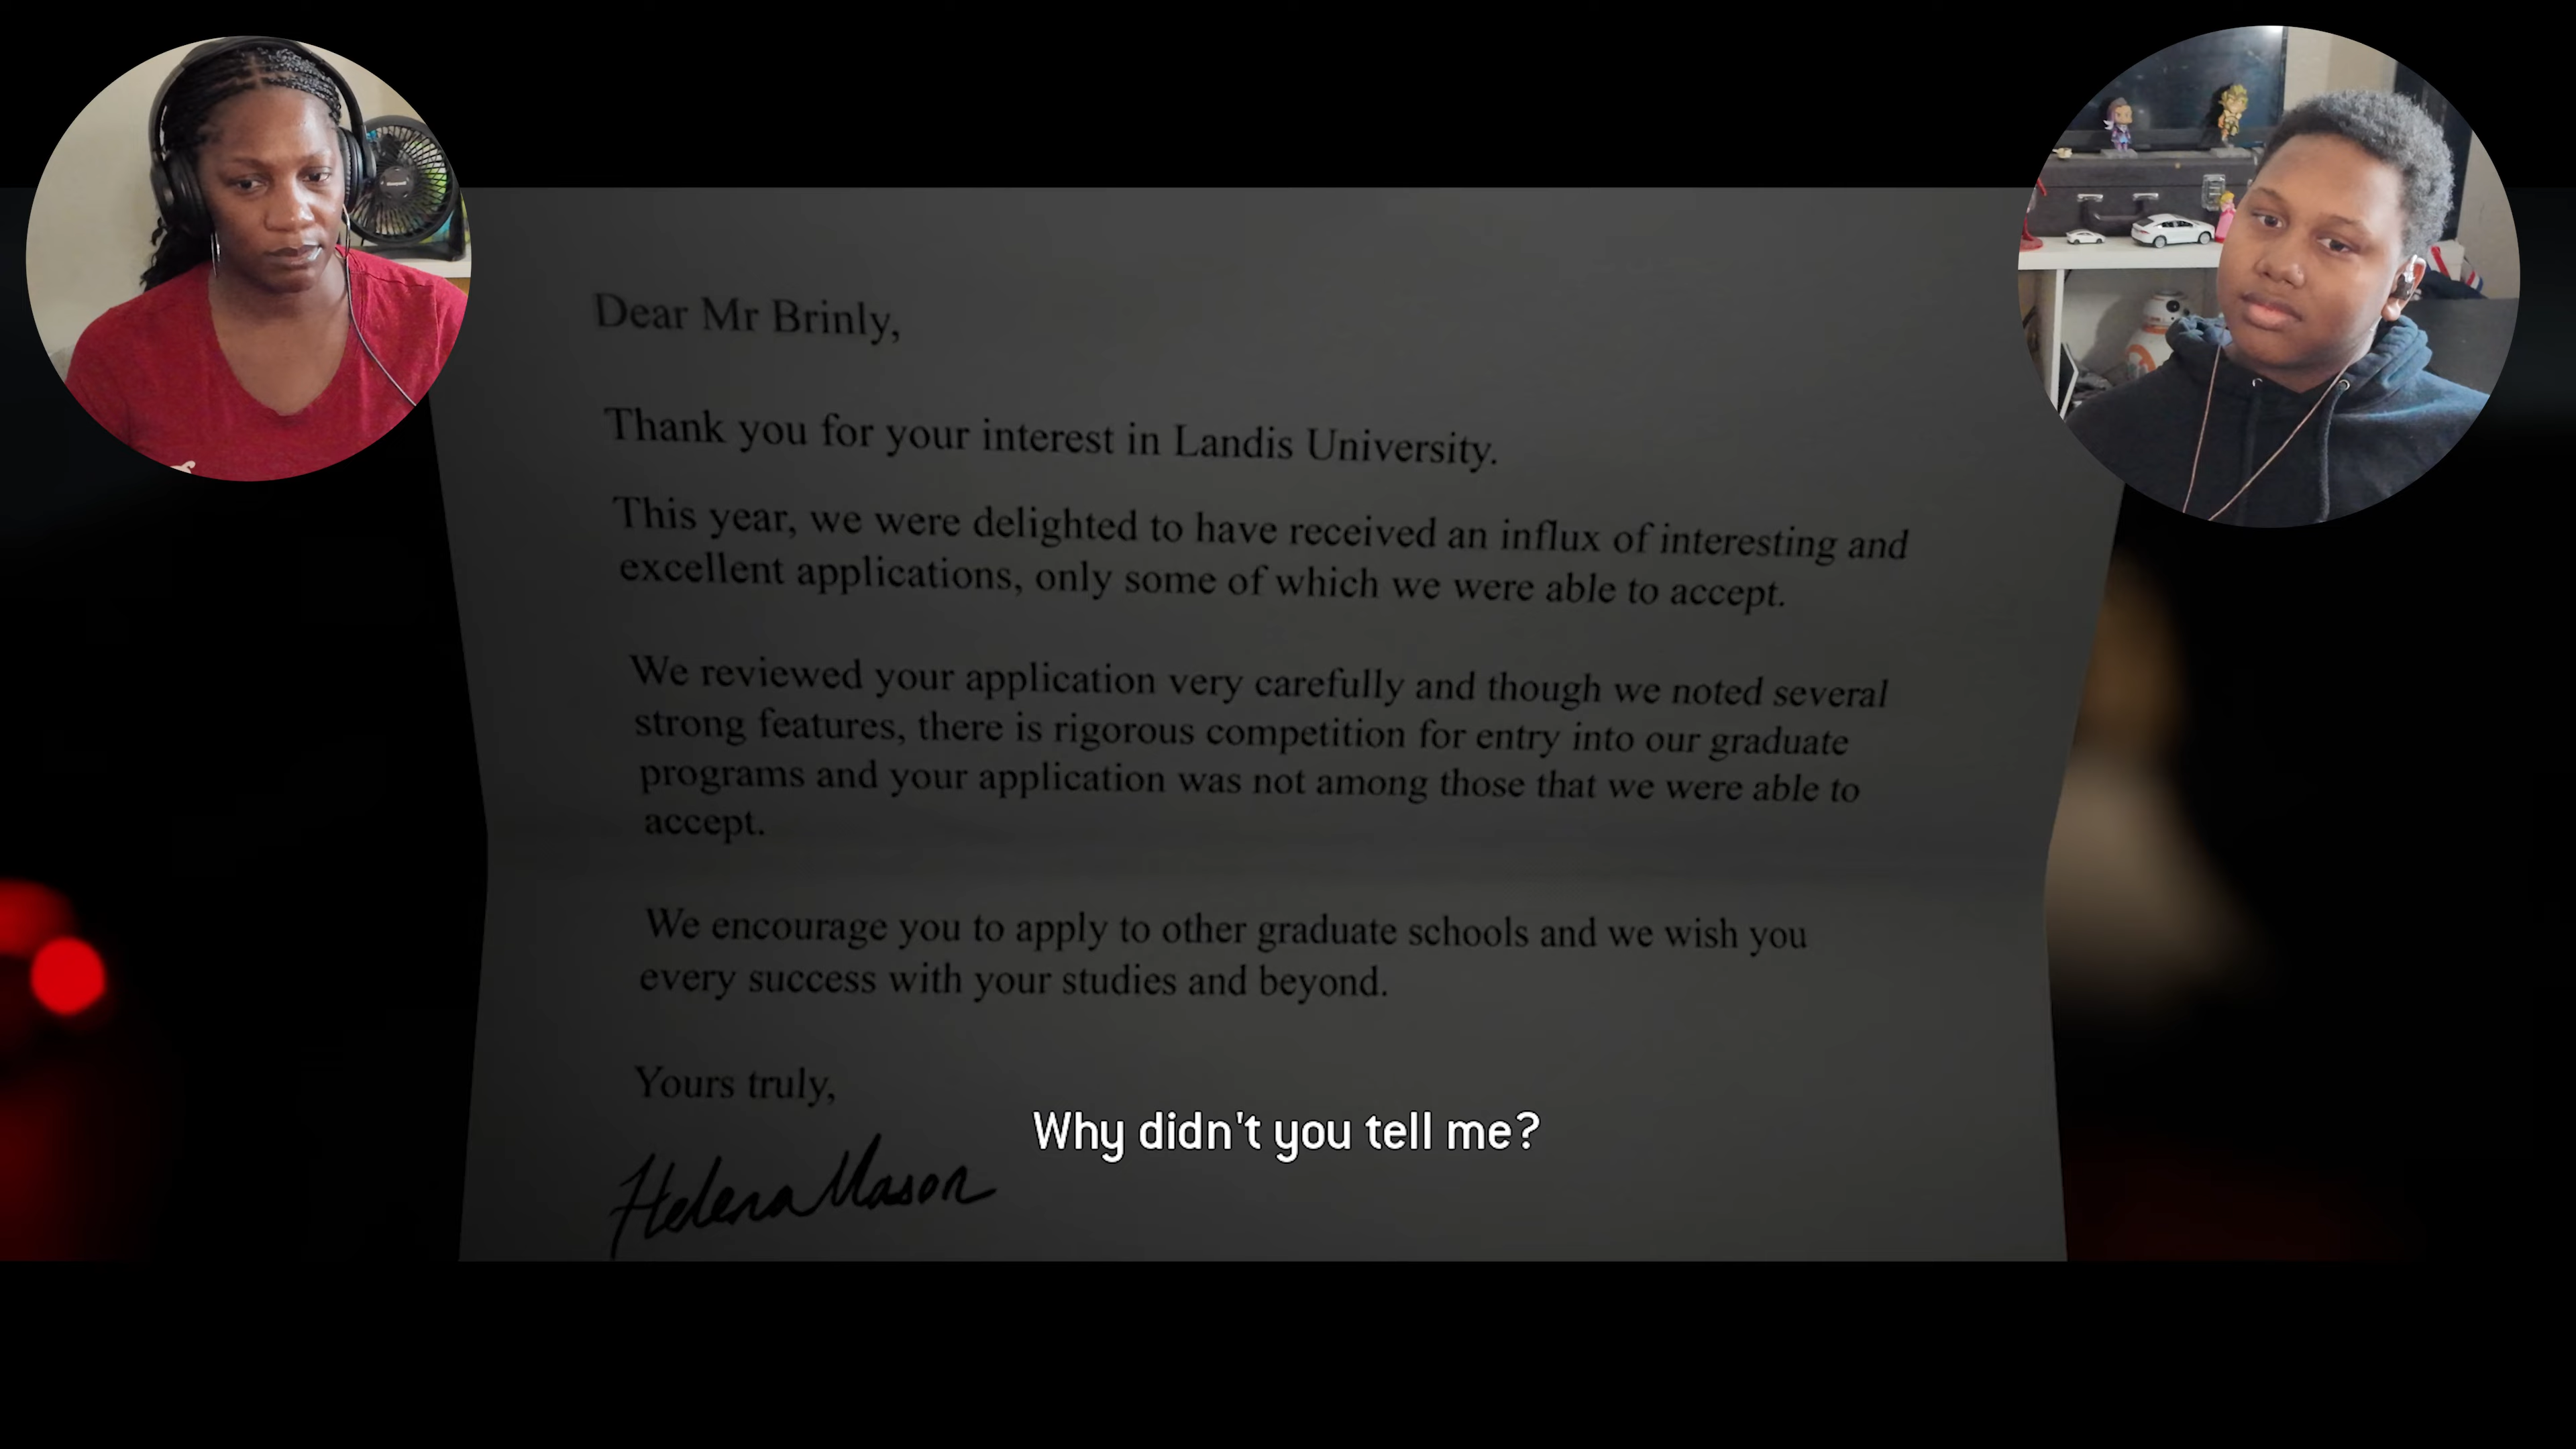 Dear Mr Brinly,
Thank you for your interest in Landis University.
This year, we were delighted to have received an influx of interesting and
excellent applications, only some of which we were able to accept.
We reviewed your application very carefully and though we noted several
strong features, there is rigorous competition for entry into our graduate
programs and your application was not among those that we were able to
accept.
We encourage you to apply to other graduate schools and we wish you
every success with your studies and beyond.
Yours truly,
Why didn't you tell me?
Helena Mason